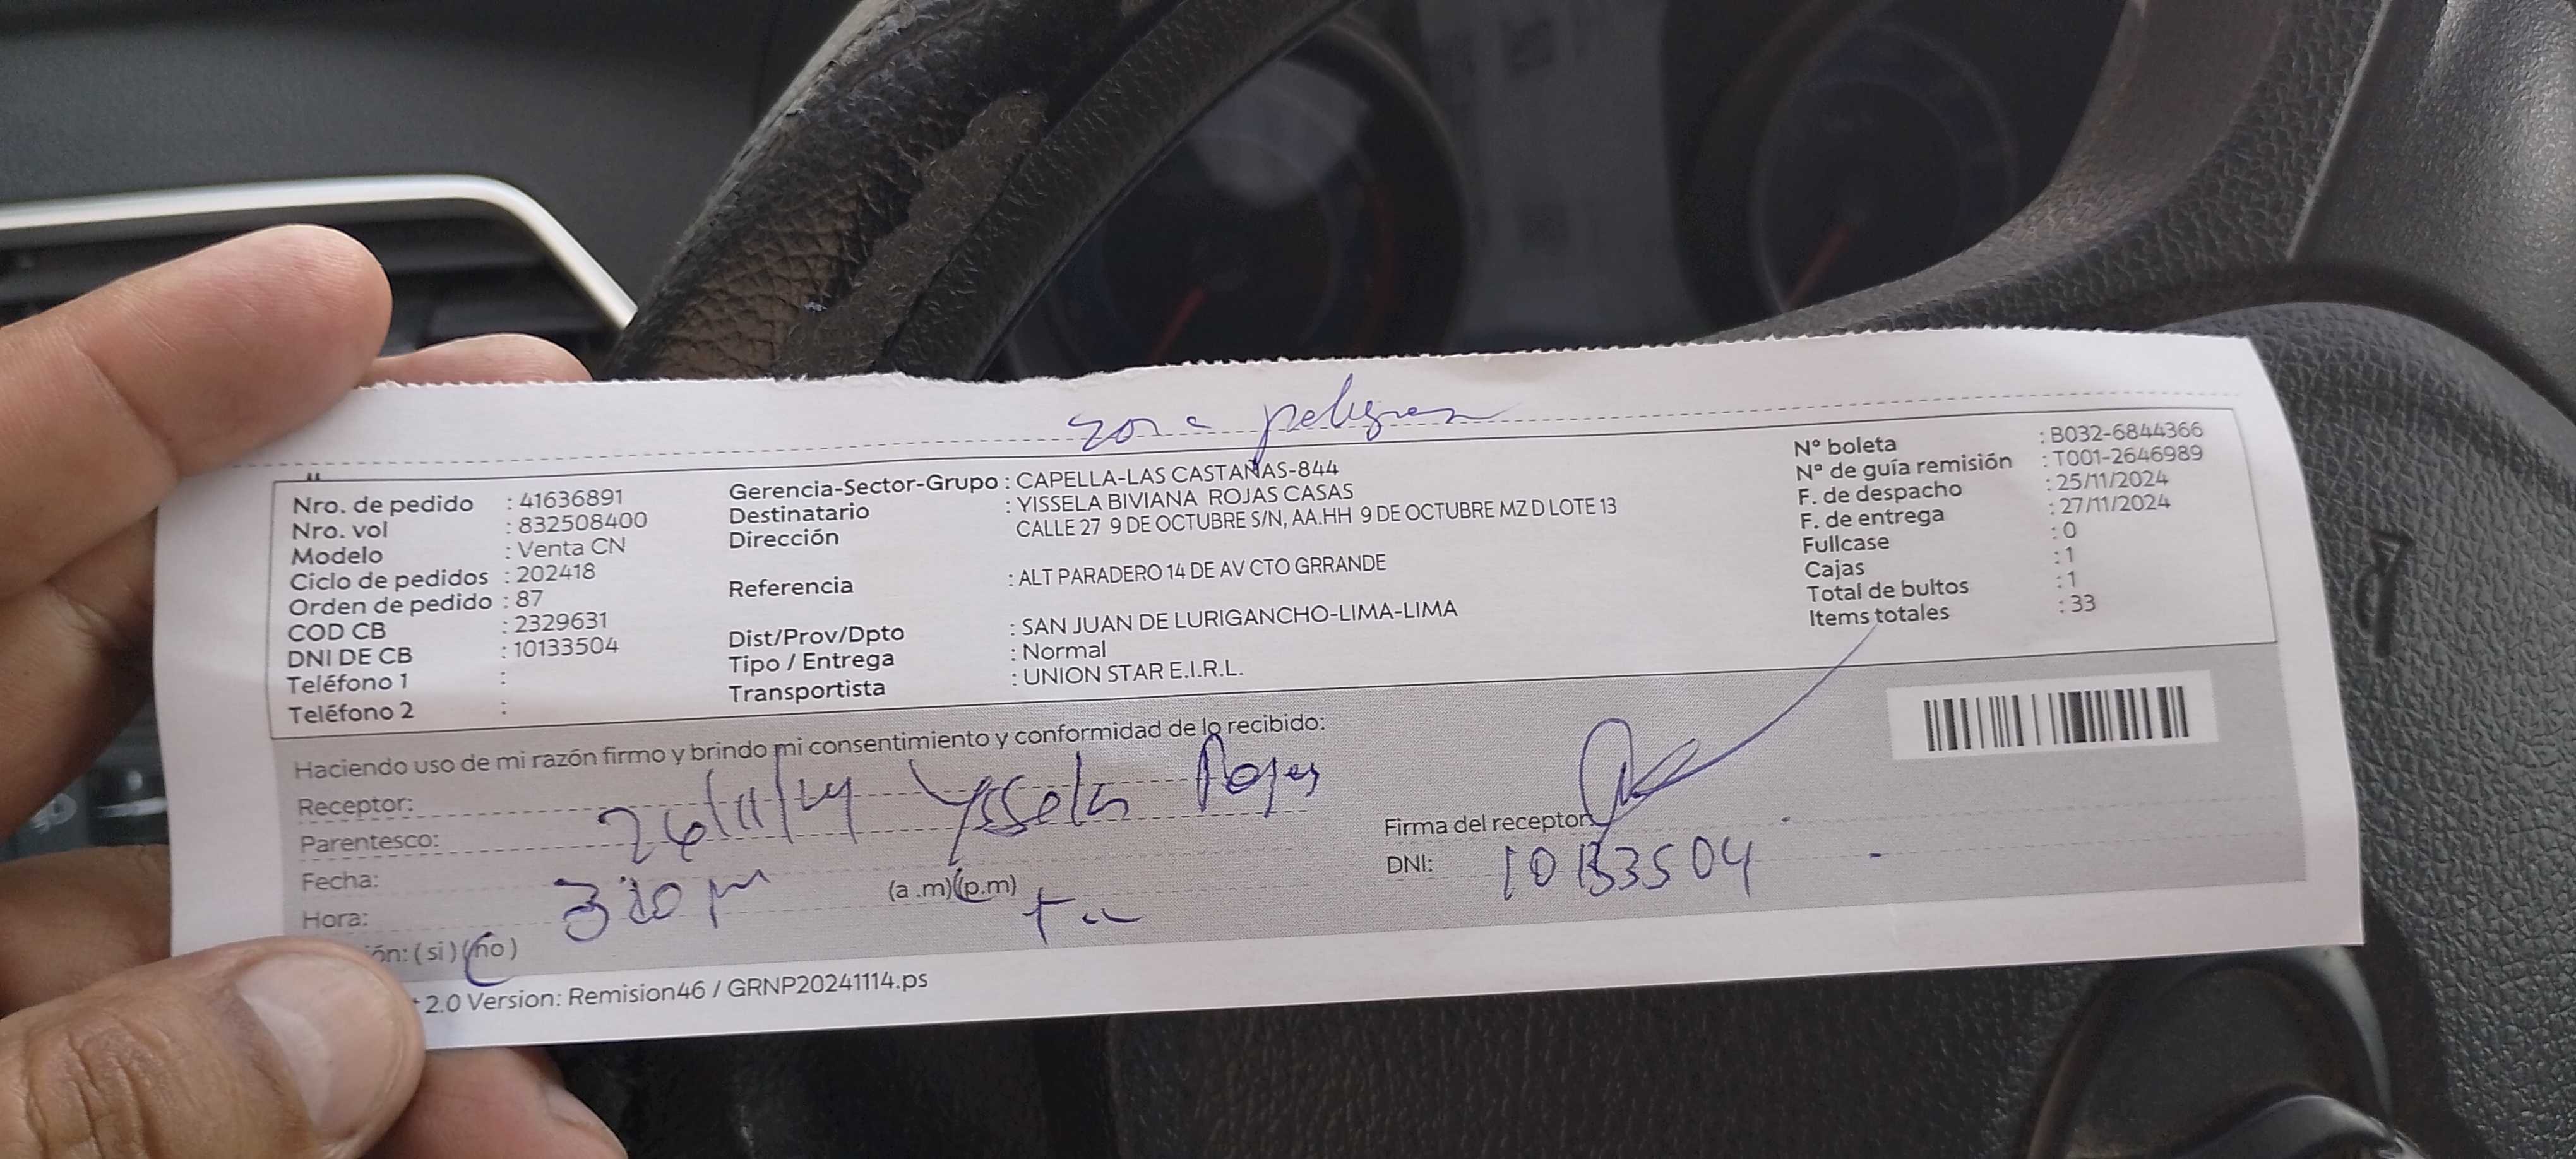 zona peligrosa
Nro. de pedido : 41636891
Nro. vol : 832508400
Modelo : Venta CN
Ciclo de pedidos : 202418
Orden de pedido : 87
COD CB : 2329631
DNI DE CB : 10133504
Teléfono 1 :
Teléfono 2 :
Gerencia-Sector-Grupo : CAPELLA-LAS CASTAÑAS-844
Destinatario : YISSELA BIVIANA ROJAS CASAS
Dirección CALLE 27 9 DE OCTUBRE S/N, AA.HH 9 DE OCTUBRE MZ D LOTE 13
Referencia : ALT PARADERO 14 DE AV CTO GRRANDE
Dist/Prov/Dpto : SAN JUAN DE LURIGANCHO-LIMA-LIMA
Tipo / Entrega : Normal
Transportista : UNION STAR E.I.R.L.
N° boleta : B032-6844366
N° de guía remisión : T001-2646989
F. de despacho : 25/11/2024
F. de entrega : 27/11/2024
Fullcase : 0
Cajas : 1
Total de bultos : 1
Items totales : 33
Haciendo uso de mi razón firmo y brindo mi consentimiento y conformidad de lo recibido:
Receptor:
26/11/24 Yssela Rojas
Parentesco:
Fecha:
Hora: (a .m)(p.m)
ón: ( si ) (no )
Firma del receptor
DNI: 10133504
2.0 Version: Remision46 / GRNP20241114.ps